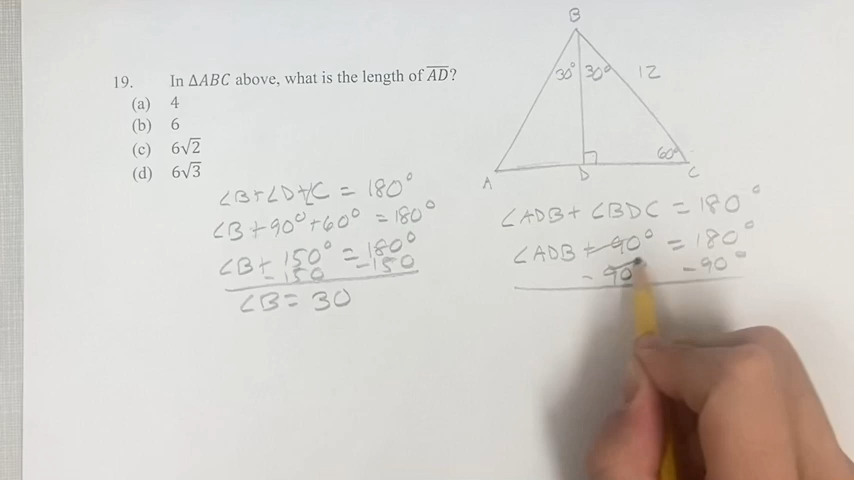 19. In ΔABC above, what is the length of A̅D̅?
(a) 4
(b) 6
(c) 6√2
(d) 6√3
B
30° 30° 12
60°
A D C
∠B+∠D+∠C = 180°
∠B+90°+60° =180°
∠B+ 150° =180°
-150 -150
∠B= 30
∠ADB+ ∠BDC =180°
∠ADB +90° = 180°
- 90° -90°